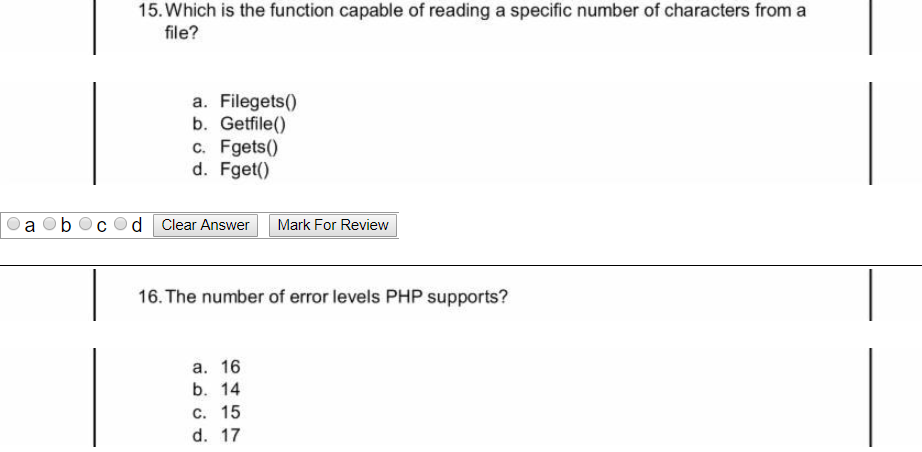 15. Which is the function capable of reading a specific number of characters from a
file?
a. Filegets()
b. Getfile()
c. Fgets()
d. Fget()
a b c d Clear Answer Mark For Review
16. The number of error levels PHP supports?
a. 16
b. 14
c. 15
d. 17